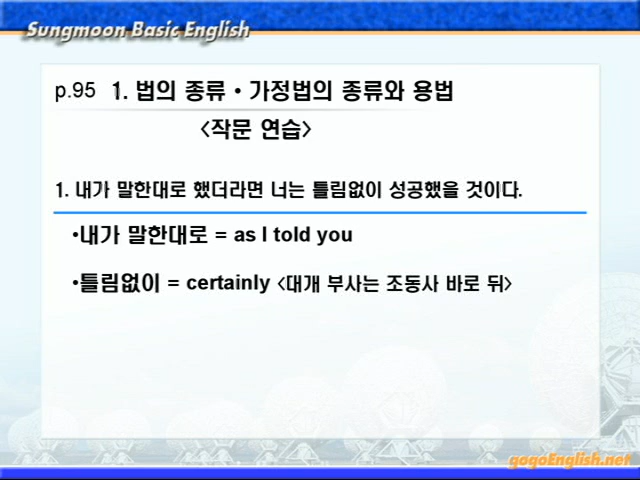 Sungmoon Basic English
p.95 1. 법의 종류 • 가정법의 종류와 용법
<작문 연습>
1. 내가 말한대로 했더라면 너는 틀림없이 성공했을 것이다.
•내가 말한대로 = as I told you
•틀림없이 = certainly <대개 부사는 조동사 바로 뒤>
gogoEnglish.net